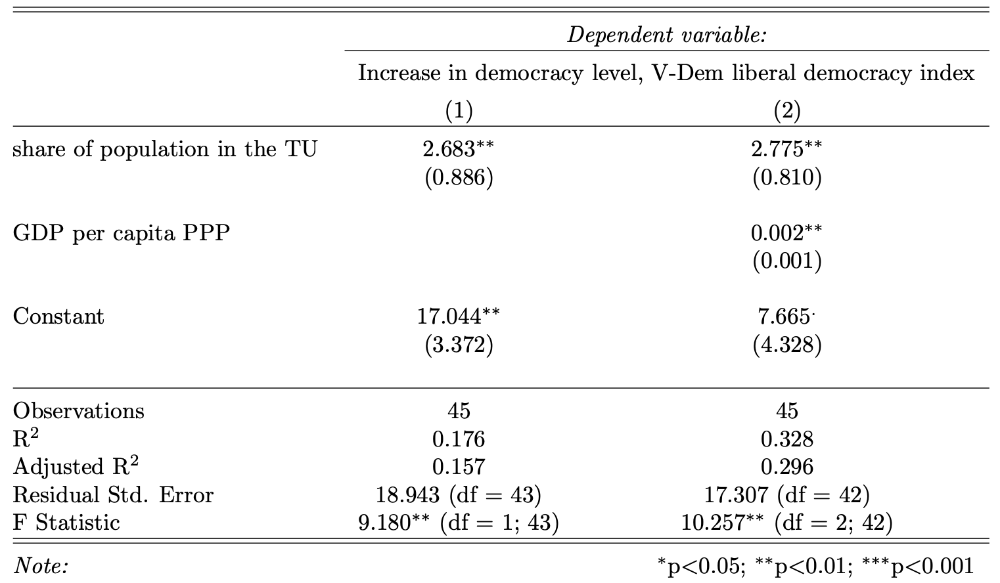 Dependent variable:
Increase in democracy level, V-Dem liberal democracy index
(1) (2)
share of population in the TU 2.683** 2.775**
(0.886) (0.810)
GDP per capita PPP 0.002**
(0.001)
Constant 17.044** 7.665·
(3.372) (4.328)
Observations 45 45
R² 0.176 0.328
Adjusted R² 0.157 0.296
Residual Std. Error 18.943 (df = 43) 17.307 (df = 42)
F Statistic 9.180** (df = 1; 43) 10.257** (df = 2; 42)
Note: *p<0.05; **p<0.01; ***p<0.001